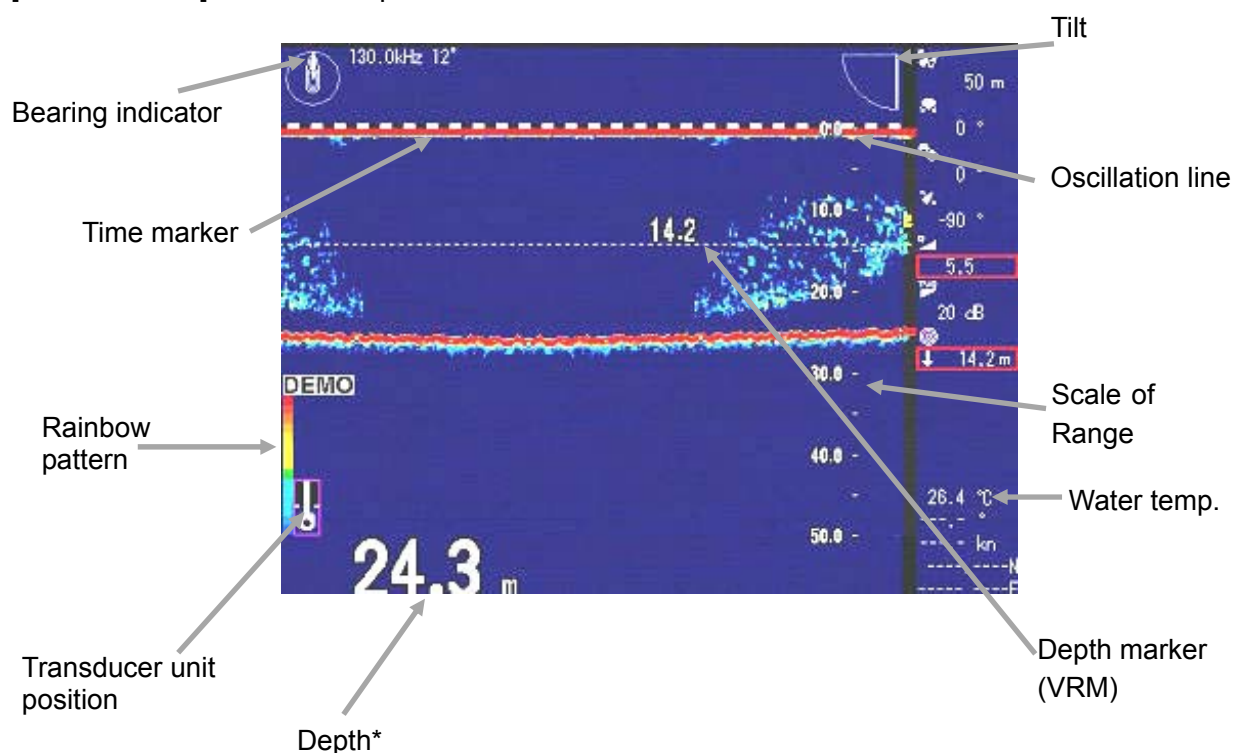 Tilt
130.0kHz 12°
50 m
Bearing indicator
0 °
0.0
Oscillation line
0 °
Time marker
10.0 -
-90 °
14.2
5.5
20.0 -
20 dB
14.2 m
30.0 -
DEMO
Scale of
Range
Rainbow
pattern
40.0 -
26.4 °C
Water temp.
--.- °
50.0 -
---.- kn
24.3 m
N
E
Transducer unit
position
Depth marker
(VRM)
Depth*